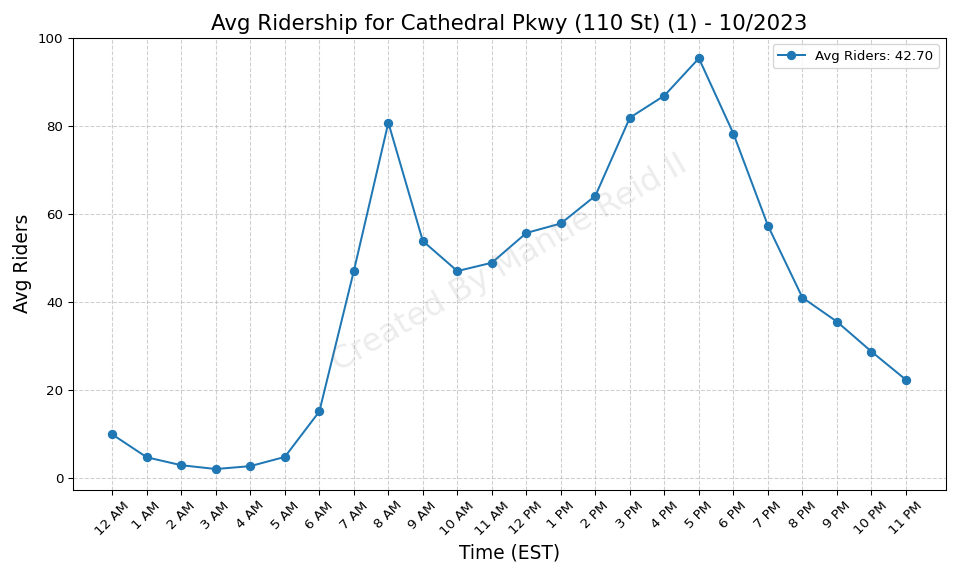 Avg Ridership for Cathedral Pkwy (110 St) (1) - 10/2023
Avg Riders: 42.70
Avg Riders
100
80
60
40
20
0
Created By Mantie Reid II
12 AM
1 AM
2 AM
3 AM
4 AM
5 AM
6 AM
7 AM
8 AM
9 AM
10 AM
11 AM
12 PM
1 PM
2 PM
3 PM
4 PM
5 PM
6 PM
7 PM
8 PM
9 PM
10 PM
11 PM
Time (EST)